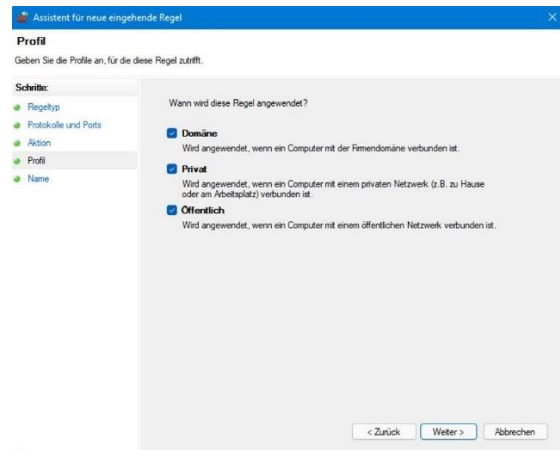 Assistent für neue eingehende Regel
Profil
Geben Sie die Profile an, für die diese Regel zutrifft.
Schritte:
Regeltyp
Protokolle und Ports
Aktion
Profil
Name
Wann wird diese Regel angewendet?
Domäne
Wird angewendet, wenn ein Computer mit der Firmendomäne verbunden ist.
Privat
Wird angewendet, wenn ein Computer mit einem privaten Netzwerk (z.B. zu Hause
oder am Arbeitsplatz) verbunden ist.
Öffentlich
Wird angewendet, wenn ein Computer mit einem öffentlichen Netzwerk verbunden ist.
< Zurück Weiter > Abbrechen